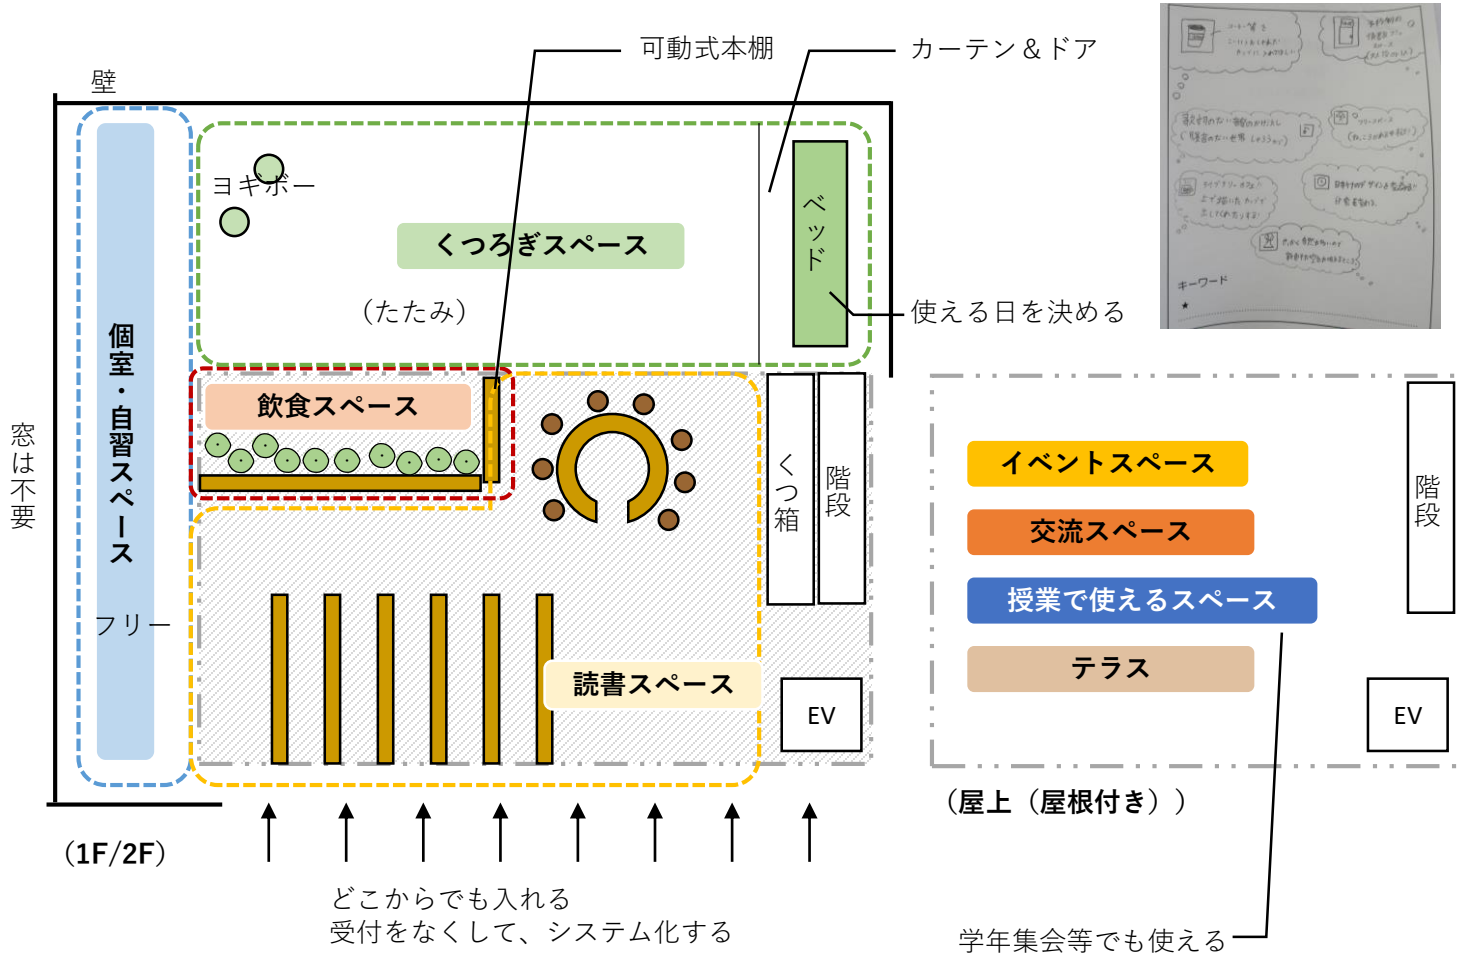 可動式本棚
カーテン＆ドア
壁
ヨギボー
くつろぎスペース
（たたみ）
ベッド
使える日を決める
個室・自習スペース
フリー
窓は不要
飲食スペース
くつ箱
階段
読書スペース
EV
（1F/2F）
どこからでも入れる
受付をなくして、システム化する
イベントスペース
交流スペース
授業で使えるスペース
テラス
階段
EV
（屋上（屋根付き））
学年集会等でも使える
キーワード
★